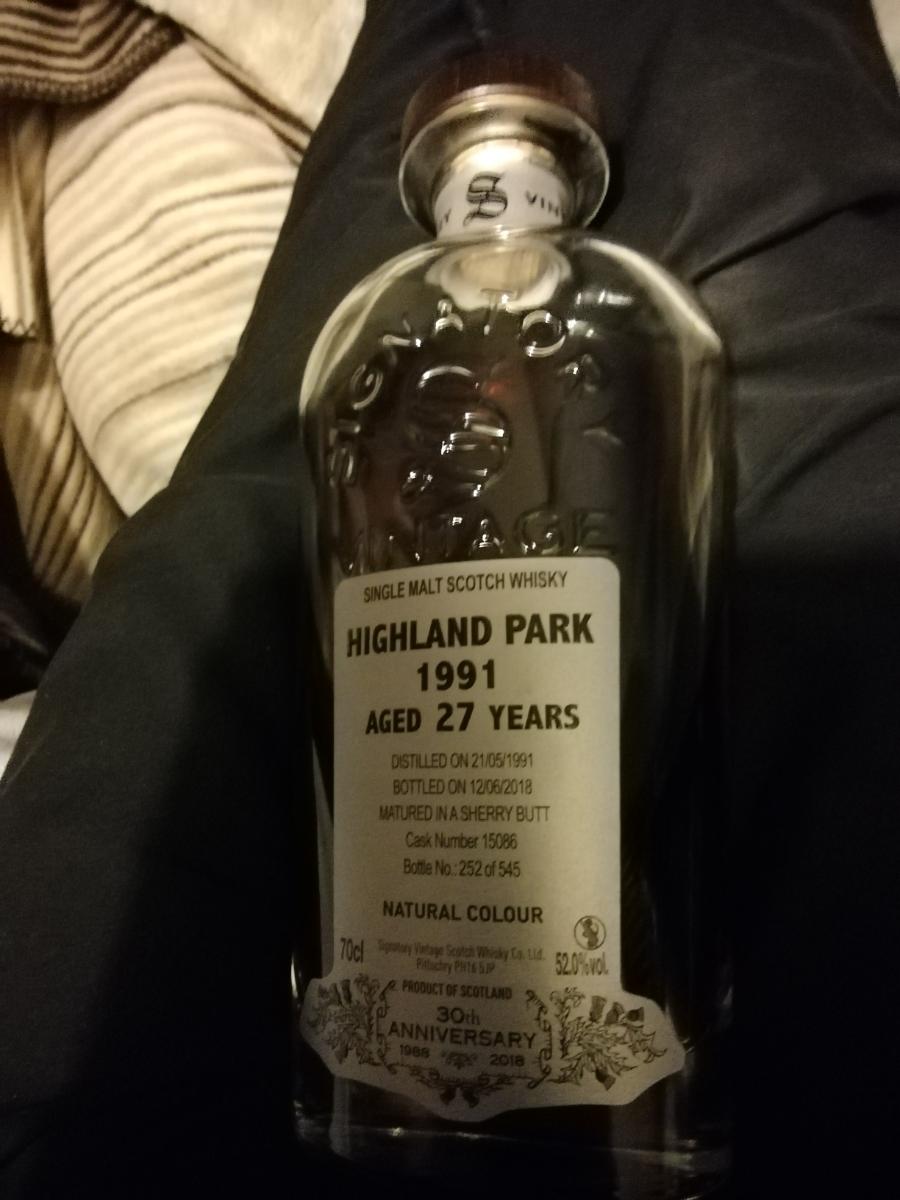 S VIN
SIGNATORY
S
VINTAGE
SINGLE MALT SCOTCH WHISKY
HIGHLAND PARK
1991
AGED 27 YEARS
DISTILLED ON 21/05/1991
BOTTLED ON 12/06/2018
MATURED IN A SHERRY BUTT
Cask Number 15086
Bottle No.: 252 of 545
NATURAL COLOUR
70cl
Signatory Vintage Scotch Whisky Co. Ltd.
Pitlochry PH16 5JP
52.0%vol.
PRODUCT OF SCOTLAND
30th
ANNIVERSARY
1988 2018